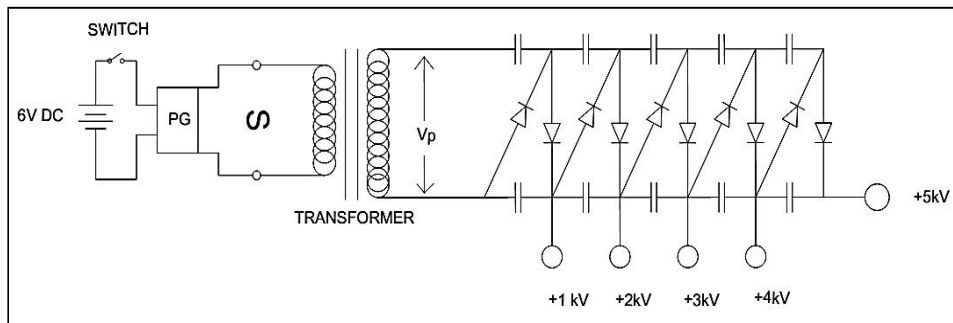 SWITCH
6V DC
PG
S
Vp
TRANSFORMER
+5kV
+1 kV
+2kV
+3kV
+4kV